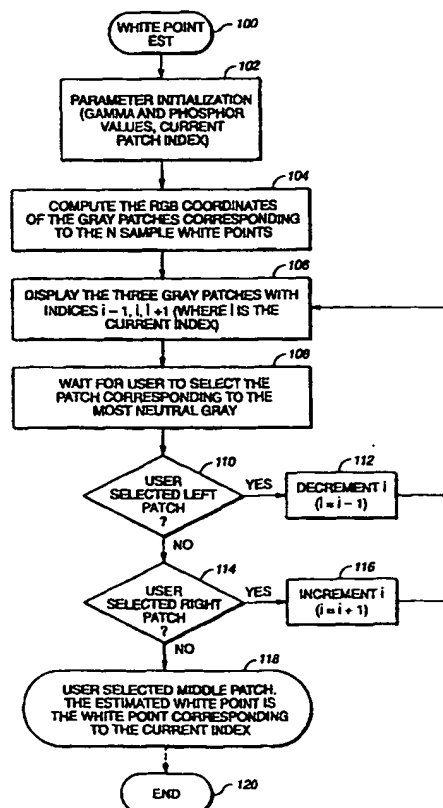 WHITE POINT
EST
100
102
PARAMETER INITIALIZATION
(GAMMA AND PHOSPHOR
VALUES, CURRENT
PATCH INDEX)
104
COMPUTE THE RGB COORDINATES
OF THE GRAY PATCHES CORRESPONDING
TO THE N SAMPLE WHITE POINTS
106
DISPLAY THE THREE GRAY PATCHES WITH
INDICES i – 1, i, i +1 (WHERE i IS THE
CURRENT INDEX)
108
WAIT FOR USER TO SELECT THE
PATCH CORRESPONDING TO THE
MOST NEUTRAL GRAY
110
USER
SELECTED LEFT
PATCH
?
YES
112
DECREMENT i
(i = i – 1)
NO
114
USER
SELECTED RIGHT
PATCH
?
YES
116
INCREMENT i
(i = i + 1)
NO
118
USER SELECTED MIDDLE PATCH.
THE ESTIMATED WHITE POINT IS
THE WHITE POINT CORRESPONDING
TO THE CURRENT INDEX
END
120